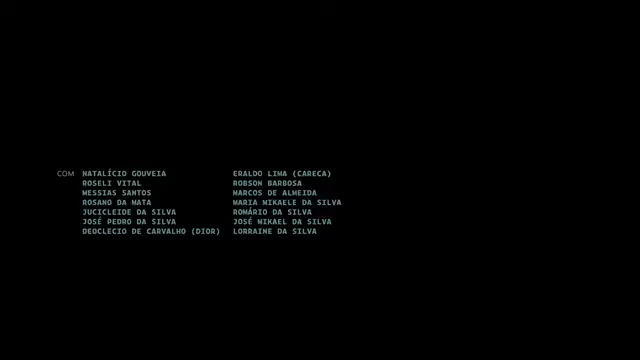 COM NATALÍCIO GOUVEIA ERALDO LIMA (CARECA)
ROSELI VITAL ROBSON BARBOSA
MESSIAS SANTOS MARCOS DE ALMEIDA
ROSANO DA MATA MARIA MIKAELE DA SILVA
JUCICLEIDE DA SILVA ROMÁRIO DA SILVA
JOSÉ PEDRO DA SILVA JOSÉ MIKAEL DA SILVA
DEOCLECIO DE CARVALHO (DIOR) LORRAINE DA SILVA